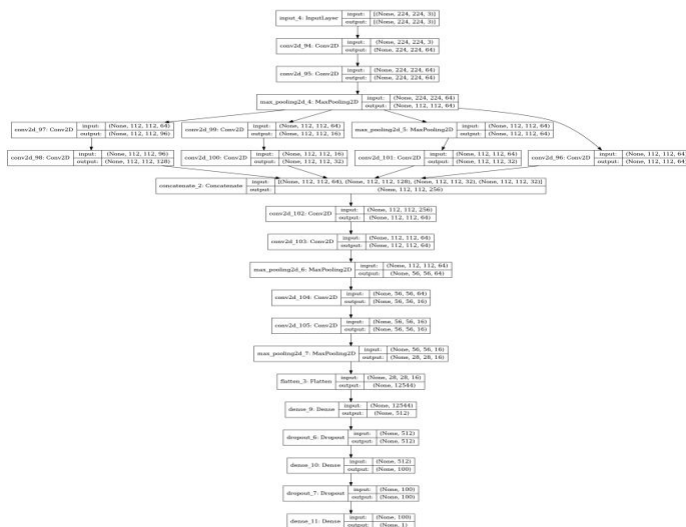 input_4: InputLayer input: [(None, 224, 224, 3)]
output: [(None, 224, 224, 3)]
conv2d_94: Conv2D input: (None, 224, 224, 3)
output: (None, 224, 224, 64)
conv2d_95: Conv2D input: (None, 224, 224, 64)
output: (None, 224, 224, 64)
max_pooling2d_4: MaxPooling2D input: (None, 224, 224, 64)
output: (None, 112, 112, 64)
conv2d_97: Conv2D input: (None, 112, 112, 64)
output: (None, 112, 112, 96)
conv2d_99: Conv2D input: (None, 112, 112, 64)
output: (None, 112, 112, 16)
max_pooling2d_5: MaxPooling2D input: (None, 112, 112, 64)
output: (None, 112, 112, 64)
conv2d_98: Conv2D input: (None, 112, 112, 96)
output: (None, 112, 112, 128)
conv2d_100: Conv2D input: (None, 112, 112, 16)
output: (None, 112, 112, 32)
conv2d_101: Conv2D input: (None, 112, 112, 64)
output: (None, 112, 112, 32)
conv2d_96: Conv2D input: (None, 112, 112, 64)
output: (None, 112, 112, 64)
concatenate_2: Concatenate input: [(None, 112, 112, 64), (None, 112, 112, 128), (None, 112, 112, 32), (None, 112, 112, 32)]
output: (None, 112, 112, 256)
conv2d_102: Conv2D input: (None, 112, 112, 256)
output: (None, 112, 112, 64)
conv2d_103: Conv2D input: (None, 112, 112, 64)
output: (None, 112, 112, 64)
max_pooling2d_6: MaxPooling2D input: (None, 112, 112, 64)
output: (None, 56, 56, 64)
conv2d_104: Conv2D input: (None, 56, 56, 64)
output: (None, 56, 56, 16)
conv2d_105: Conv2D input: (None, 56, 56, 16)
output: (None, 56, 56, 16)
max_pooling2d_7: MaxPooling2D input: (None, 56, 56, 16)
output: (None, 28, 28, 16)
flatten_3: Flatten input: (None, 28, 28, 16)
output: (None, 12544)
dense_9: Dense input: (None, 12544)
output: (None, 512)
dropout_6: Dropout input: (None, 512)
output: (None, 512)
dense_10: Dense input: (None, 512)
output: (None, 100)
dropout_7: Dropout input: (None, 100)
output: (None, 100)
dense_11: Dense input: (None, 100)
output: (None, 1)